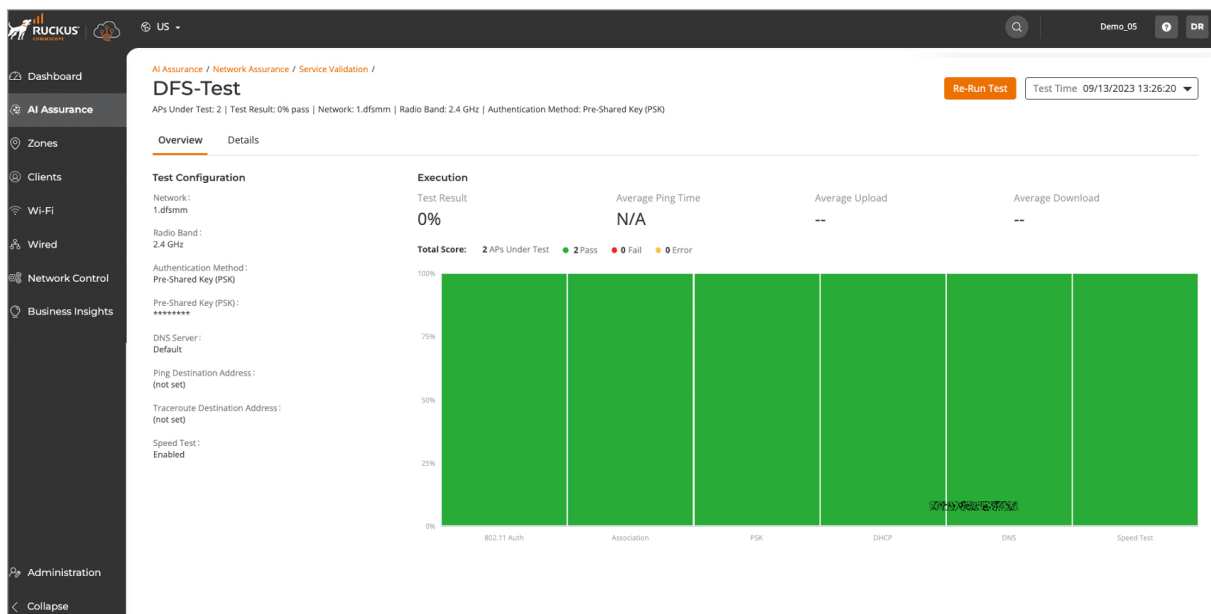 RUCKUS
COMMSCOPE
US
Demo_05
?
DR
Dashboard
AI Assurance
Zones
Clients
Wi-Fi
Wired
Network Control
Business Insights
Administration
Collapse
AI Assurance / Network Assurance / Service Validation /
DFS-Test
APs Under Test: 2 | Test Result: 0% pass | Network: 1.dfsmm | Radio Band: 2.4 GHz | Authentication Method: Pre-Shared Key (PSK)
Re-Run Test
Test Time 09/13/2023 13:26:20
Overview Details
Test Configuration
Network:
1.dfsmm
Radio Band:
2.4 GHz
Authentication Method:
Pre-Shared Key (PSK)
Pre-Shared Key (PSK):
********
DNS Server:
Default
Ping Destination Address:
(not set)
Traceroute Destination Address:
(not set)
Speed Test:
Enabled
Execution
Test Result Average Ping Time Average Upload Average Download
0% N/A -- --
Total Score: 2 APs Under Test 2 Pass 0 Fail 0 Error
100%
75%
50%
25%
0%
802.11 Auth Association PSK DHCP DNS Speed Test